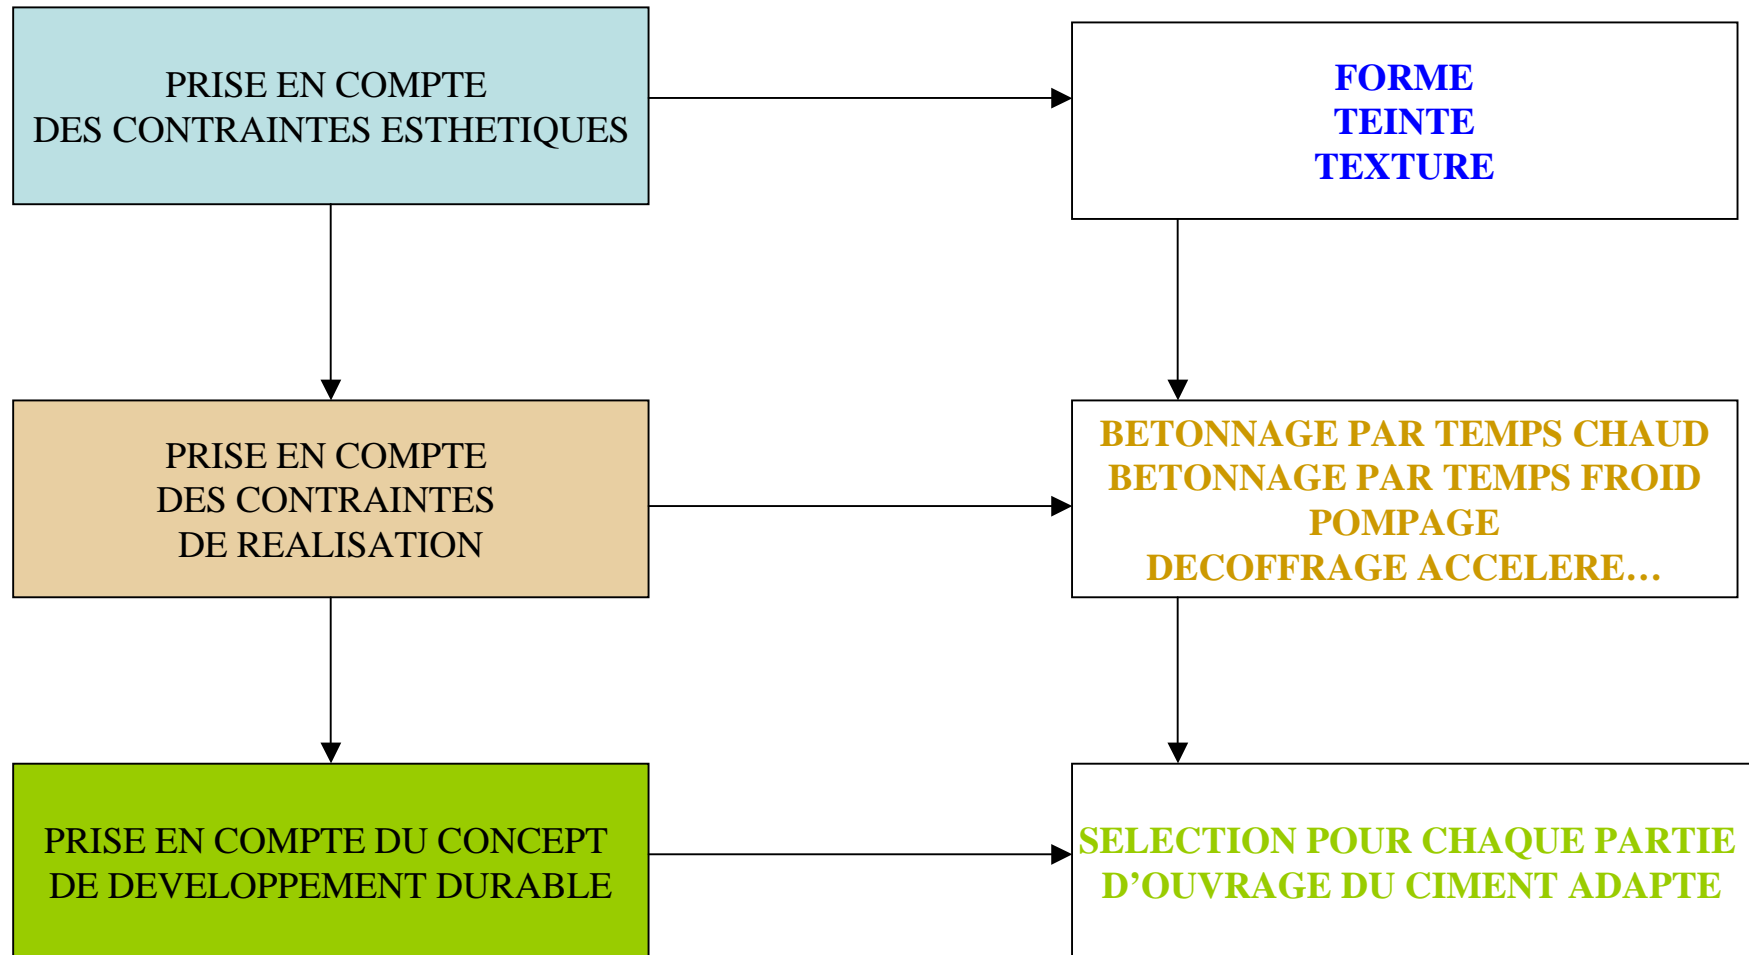 PRISE EN COMPTE
DES CONTRAINTES ESTHETIQUES
FORME
TEINTE
TEXTURE
PRISE EN COMPTE
DES CONTRAINTES
DE REALISATION
BETONNAGE PAR TEMPS CHAUD
BETONNAGE PAR TEMPS FROID
POMPAGE
DECOFFRAGE ACCELERE…
PRISE EN COMPTE DU CONCEPT
DE DEVELOPPEMENT DURABLE
SELECTION POUR CHAQUE PARTIE
D’OUVRAGE DU CIMENT ADAPTE